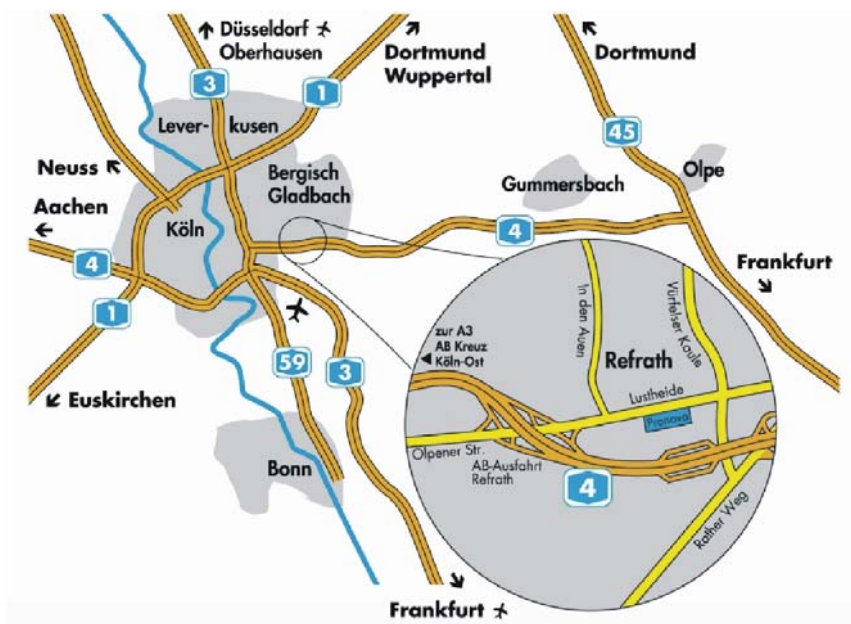 Düsseldorf
Oberhausen
Dortmund
Wuppertal
Dortmund
3
1
45
Lever-
kusen
Neuss
Bergisch
Gladbach
Gummersbach
Olpe
Aachen
Köln
4
4
Frankfurt
1
59
3
Euskirchen
Bonn
Frankfurt
zur A3
AB Kreuz
Köln-Ost
In den Auen
Vürfelser Kaule
Refrath
Lustheide
Prenova
Olpener Str.
AB-Ausfahrt
Refrath
4
Rather Weg